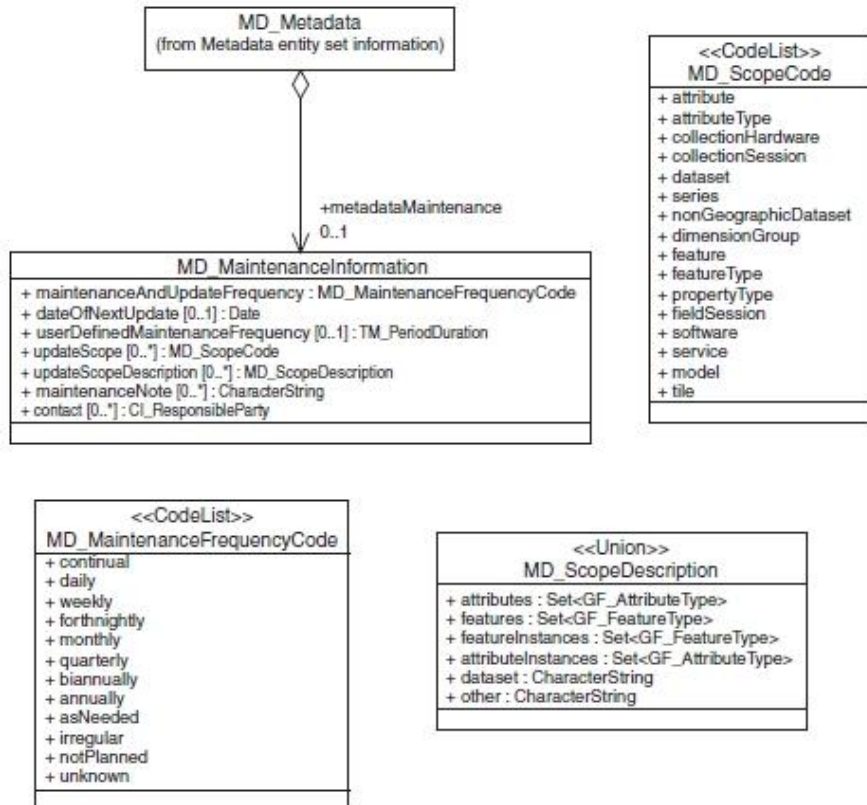 MD_Metadata
(from Metadata entity set information)
+metadataMaintenance
0..1
MD_MaintenanceInformation
+ maintenanceAndUpdateFrequency : MD_MaintenanceFrequencyCode
+ dateOfNextUpdate [0..1] : Date
+ userDefinedMaintenanceFrequency [0..1] : TM_PeriodDuration
+ updateScope [0..*] : MD_ScopeCode
+ updateScopeDescription [0..*] : MD_ScopeDescription
+ maintenanceNote [0..*] : CharacterString
+ contact [0..*] : CI_ResponsibleParty
<<CodeList>>
MD_ScopeCode
+ attribute
+ attributeType
+ collectionHardware
+ collectionSession
+ dataset
+ series
+ nonGeographicDataset
+ dimensionGroup
+ feature
+ featureType
+ propertyType
+ fieldSession
+ software
+ service
+ model
+ tile
<<CodeList>>
MD_MaintenanceFrequencyCode
+ continual
+ daily
+ weekly
+ forthnightly
+ monthly
+ quarterly
+ biannually
+ annually
+ asNeeded
+ irregular
+ notPlanned
+ unknown
<<Union>>
MD_ScopeDescription
+ attributes : Set<GF_AttributeType>
+ features : Set<GF_FeatureType>
+ featureInstances : Set<GF_FeatureType>
+ attributeInstances : Set<GF_AttributeType>
+ dataset : CharacterString
+ other : CharacterString